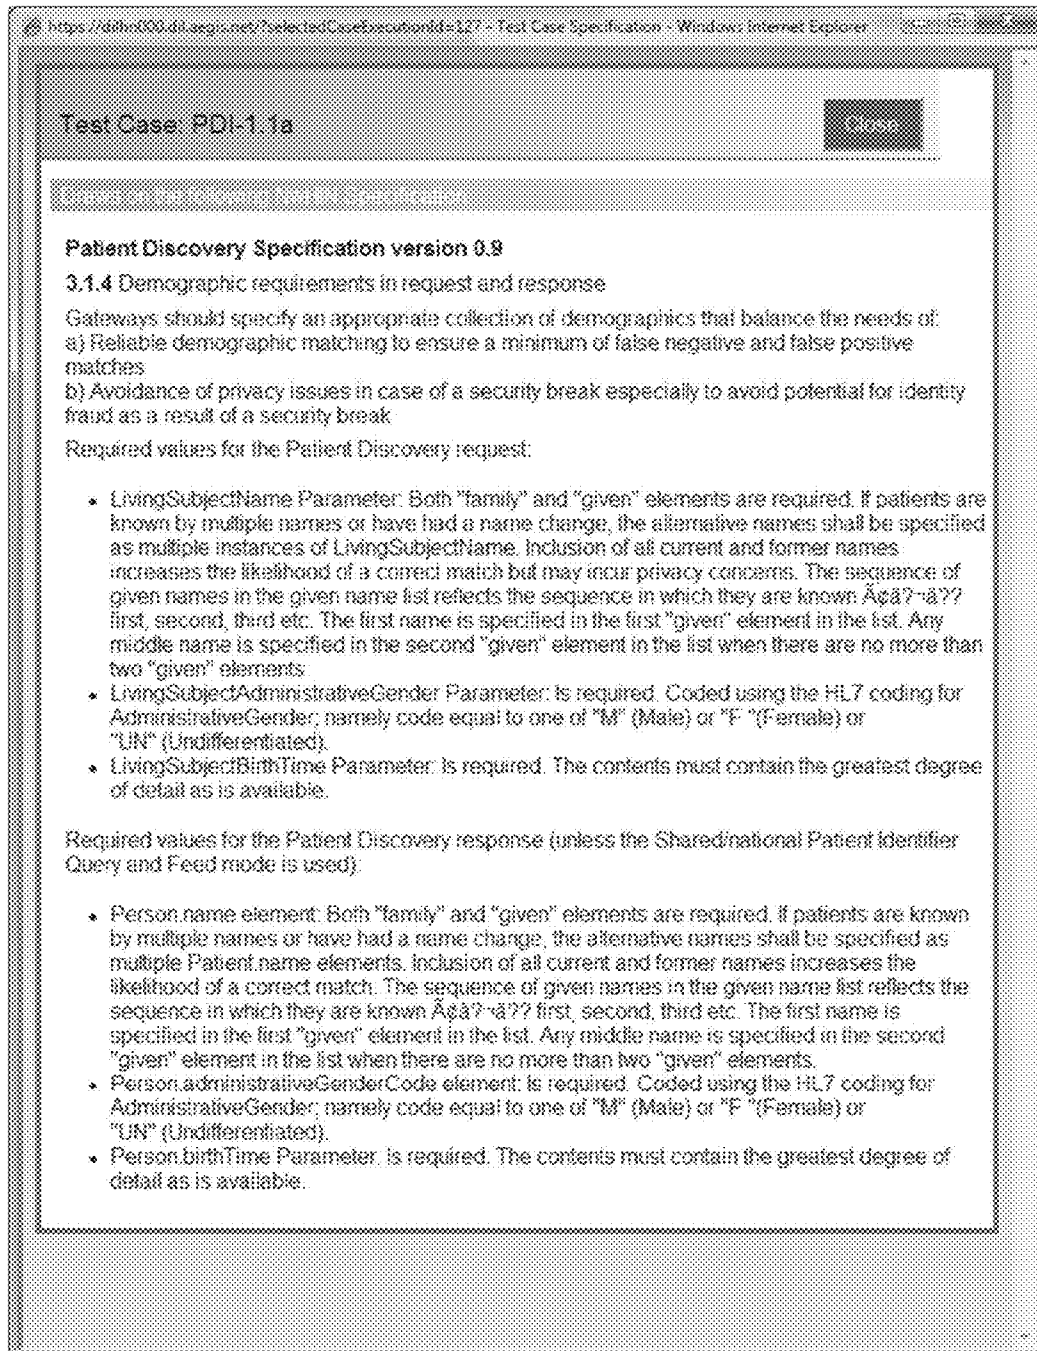 https://dilhn000.dil.aegis.net/?selectedCaseExecutionId=127 - Test Case Specification - Windows Internet Explorer
Test Case: PDI-1.1a
Close
Patient Discovery Specification version 0.9
3.1.4 Demographic requirements in request and response
Gateways should specify an appropriate collection of demographics that balance the needs of:
a) Reliable demographic matching to ensure a minimum of false negative and false positive
matches
b) Avoidance of privacy issues in case of a security break especially to avoid potential for identity
fraud as a result of a security break
Required values for the Patient Discovery request:
• LivingSubjectName Parameter: Both "family" and "given" elements are required. If patients are
known by multiple names or have had a name change, the alternative names shall be specified
as multiple instances of LivingSubjectName. Inclusion of all current and former names
increases the likelihood of a correct match but may incur privacy concerns. The sequence of
given names in the given name list reflects the sequence in which they are known Ã¢â?¬â??
first, second, third etc. The first name is specified in the first "given" element in the list. Any
middle name is specified in the second "given" element in the list when there are no more than
two "given" elements.
• LivingSubjectAdministrativeGender Parameter: Is required. Coded using the HL7 coding for
AdministrativeGender; namely code equal to one of "M" (Male) or "F "(Female) or
"UN" (Undifferentiated).
• LivingSubjectBirthTime Parameter: Is required. The contents must contain the greatest degree
of detail as is available.
Required values for the Patient Discovery response (unless the Shared/national Patient Identifier
Query and Feed mode is used):
• Person.name element: Both "family" and "given" elements are required. If patients are known
by multiple names or have had a name change, the alternative names shall be specified as
multiple Patient.name elements. Inclusion of all current and former names increases the
likelihood of a correct match. The sequence of given names in the given name list reflects the
sequence in which they are known Ã¢â?¬â?? first, second, third etc. The first name is
specified in the first "given" element in the list. Any middle name is specified in the second
"given" element in the list when there are no more than two "given" elements.
• Person.administrativeGenderCode element: Is required. Coded using the HL7 coding for
AdministrativeGender; namely code equal to one of "M" (Male) or "F "(Female) or
"UN" (Undifferentiated).
• Person.birthTime Parameter: Is required. The contents must contain the greatest degree of
detail as is available.